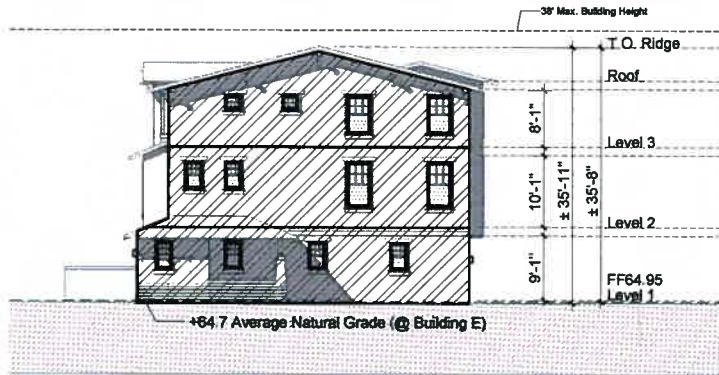 38' Max. Building Height
T.O. Ridge
Roof
8'-1"
Level 3
10'-1"
± 35'-11"
± 35'-8"
Level 2
9'-1"
FF64.95
Level 1
+64.7 Average Natural Grade (@ Building E)